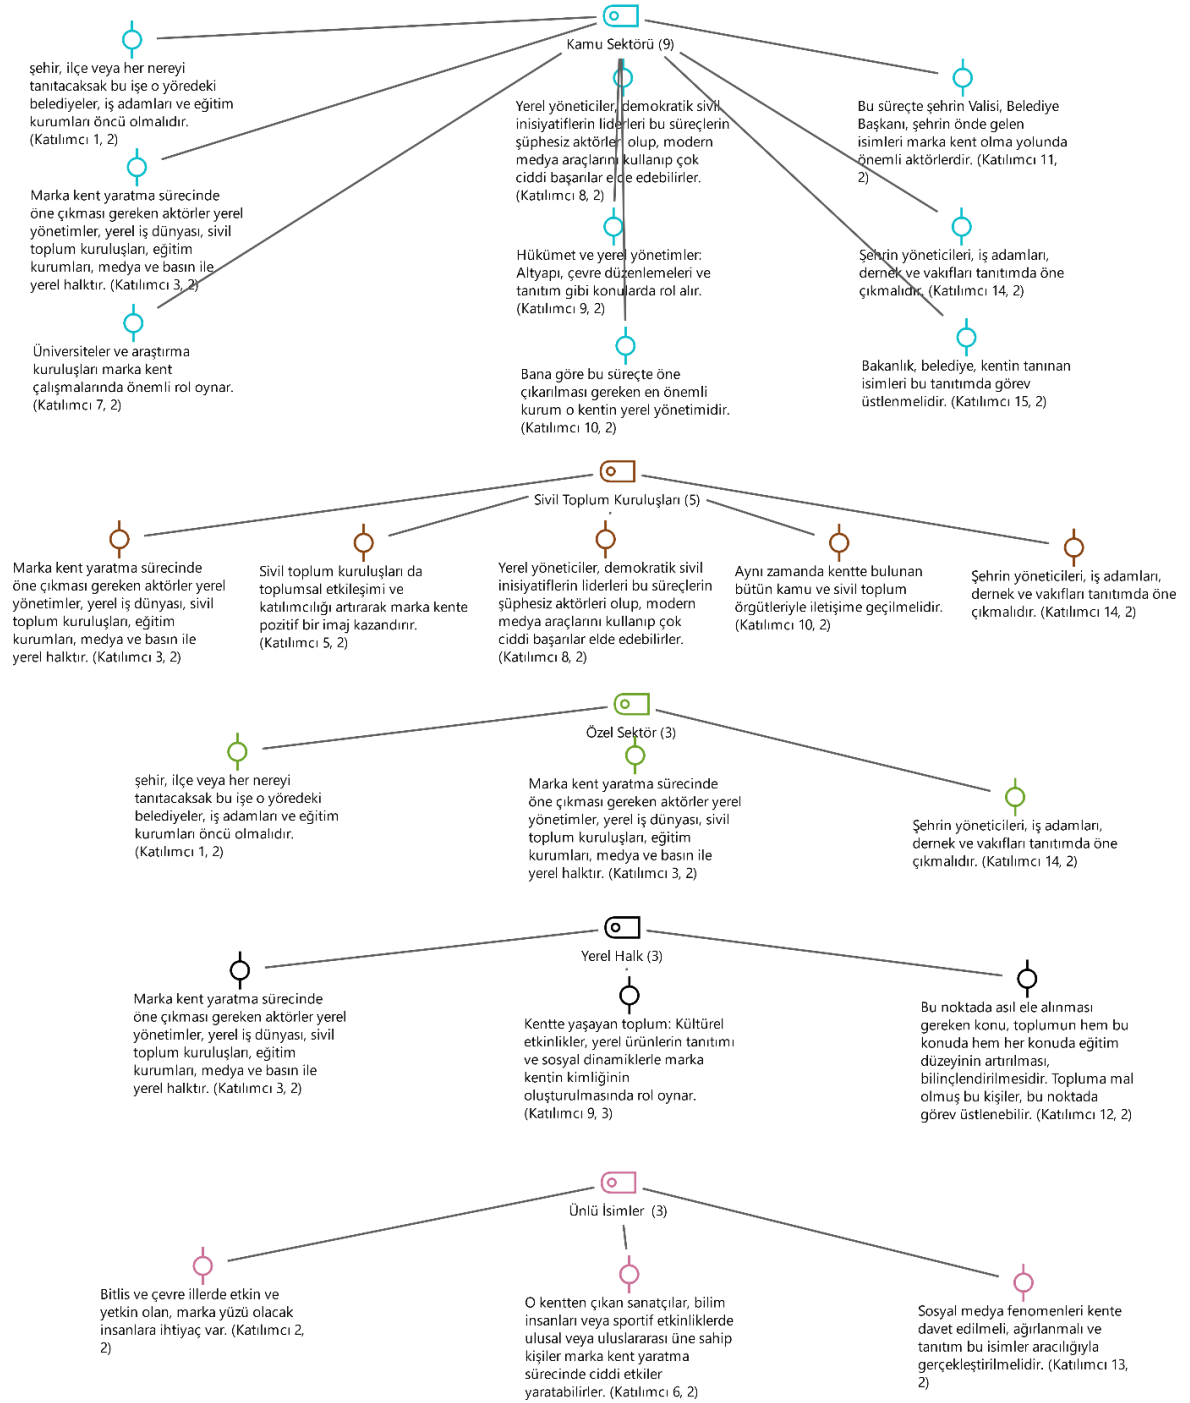 Kamu Sektörü (9)
şehir, ilçe veya her nereyi
tanıtacaksak bu işe o yöredeki
belediyeler, iş adamları ve eğitim
kurumları öncü olmalıdır.
(Katılımcı 1, 2)
Marka kent yaratma sürecinde
öne çıkması gereken aktörler yerel
yönetimler, yerel iş dünyası, sivil
toplum kuruluşları, eğitim
kurumları, medya ve basın ile
yerel halktır. (Katılımcı 3, 2)
Üniversiteler ve araştırma
kuruluşları marka kent
çalışmalarında önemli rol oynar.
(Katılımcı 7, 2)
Yerel yöneticiler, demokratik sivil
inisiyatiflerin liderleri bu süreçlerin
şüphesiz aktörleri olup, modern
medya araçlarını kullanıp çok
ciddi başarılar elde edebilirler.
(Katılımcı 8, 2)
Hükümet ve yerel yönetimler:
Altyapı, çevre düzenlemeleri ve
tanıtım gibi konularda rol alır.
(Katılımcı 9, 2)
Bana göre bu süreçte öne
çıkarılması gereken en önemli
kurum o kentin yerel yönetimidir.
(Katılımcı 10, 2)
Bu süreçte şehrin Valisi, Belediye
Başkanı, şehrin önde gelen
isimleri marka kent olma yolunda
önemli aktörlerdir. (Katılımcı 11,
2)
Şehrin yöneticileri, iş adamları,
dernek ve vakıfları tanıtımda öne
çıkmalıdır. (Katılımcı 14, 2)
Bakanlık, belediye, kentin tanınan
isimleri bu tanıtımda görev
üstlenmelidir. (Katılımcı 15, 2)
Sivil Toplum Kuruluşları (5)
Marka kent yaratma sürecinde
öne çıkması gereken aktörler yerel
yönetimler, yerel iş dünyası, sivil
toplum kuruluşları, eğitim
kurumları, medya ve basın ile
yerel halktır. (Katılımcı 3, 2)
Sivil toplum kuruluşları da
toplumsal etkileşimi ve
katılımcılığı artırarak marka kente
pozitif bir imaj kazandırır.
(Katılımcı 5, 2)
Yerel yöneticiler, demokratik sivil
inisiyatiflerin liderleri bu süreçlerin
şüphesiz aktörleri olup, modern
medya araçlarını kullanıp çok
ciddi başarılar elde edebilirler.
(Katılımcı 8, 2)
Aynı zamanda kentte bulunan
bütün kamu ve sivil toplum
örgütleriyle iletişime geçilmelidir.
(Katılımcı 10, 2)
Şehrin yöneticileri, iş adamları,
dernek ve vakıfları tanıtımda öne
çıkmalıdır. (Katılımcı 14, 2)
Özel Sektör (3)
şehir, ilçe veya her nereyi
tanıtacaksak bu işe o yöredeki
belediyeler, iş adamları ve eğitim
kurumları öncü olmalıdır.
(Katılımcı 1, 2)
Marka kent yaratma sürecinde
öne çıkması gereken aktörler yerel
yönetimler, yerel iş dünyası, sivil
toplum kuruluşları, eğitim
kurumları, medya ve basın ile
yerel halktır. (Katılımcı 3, 2)
Şehrin yöneticileri, iş adamları,
dernek ve vakıfları tanıtımda öne
çıkmalıdır. (Katılımcı 14, 2)
Yerel Halk (3)
Marka kent yaratma sürecinde
öne çıkması gereken aktörler yerel
yönetimler, yerel iş dünyası, sivil
toplum kuruluşları, eğitim
kurumları, medya ve basın ile
yerel halktır. (Katılımcı 3, 2)
Kentte yaşayan toplum: Kültürel
etkinlikler, yerel ürünlerin tanıtımı
ve sosyal dinamiklerle marka
kentin kimliğinin
oluşturulmasında rol oynar.
(Katılımcı 9, 3)
Bu noktada asıl ele alınması
gereken konu, toplumun hem bu
konuda hem her konuda eğitim
düzeyinin artırılması,
bilinçlendirilmesidir. Topluma mal
olmuş bu kişiler, bu noktada
görev üstlenebilir. (Katılımcı 12, 2)
Ünlü İsimler (3)
Bitlis ve çevre illerde etkin ve
yetkin olan, marka yüzü olacak
insanlara ihtiyaç var. (Katılımcı 2,
2)
O kentten çıkan sanatçılar, bilim
insanları veya sportif etkinliklerde
ulusal veya uluslararası üne sahip
kişiler marka kent yaratma
sürecinde ciddi etkiler
yaratabilirler. (Katılımcı 6, 2)
Sosyal medya fenomenleri kente
davet edilmeli, ağırlanmalı ve
tanıtım bu isimler aracılığıyla
gerçekleştirilmelidir. (Katılımcı 13,
2)